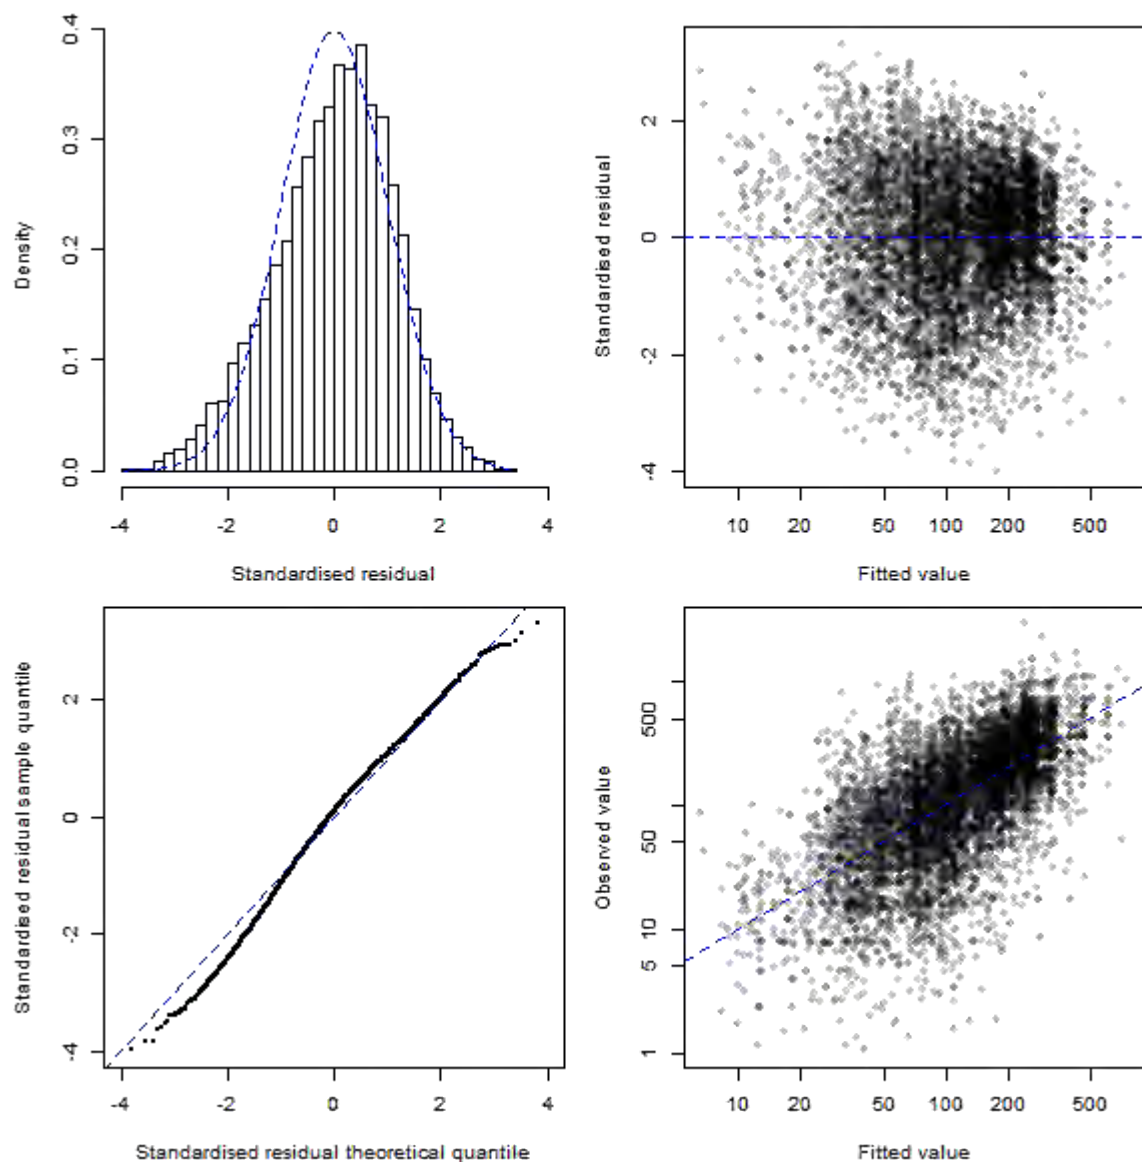 Density
0.0 0.1 0.2 0.3 0.4
-4 -2 0 2 4
Standardised residual
Standardised residual
-4 -2 0 2
10 20 50 100 200 500
Fitted value
Standardised residual sample quantile
-4 -2 0 2
-4 -2 0 2 4
Standardised residual theoretical quantile
Observed value
1 5 10 50 500
10 20 50 100 200 500
Fitted value